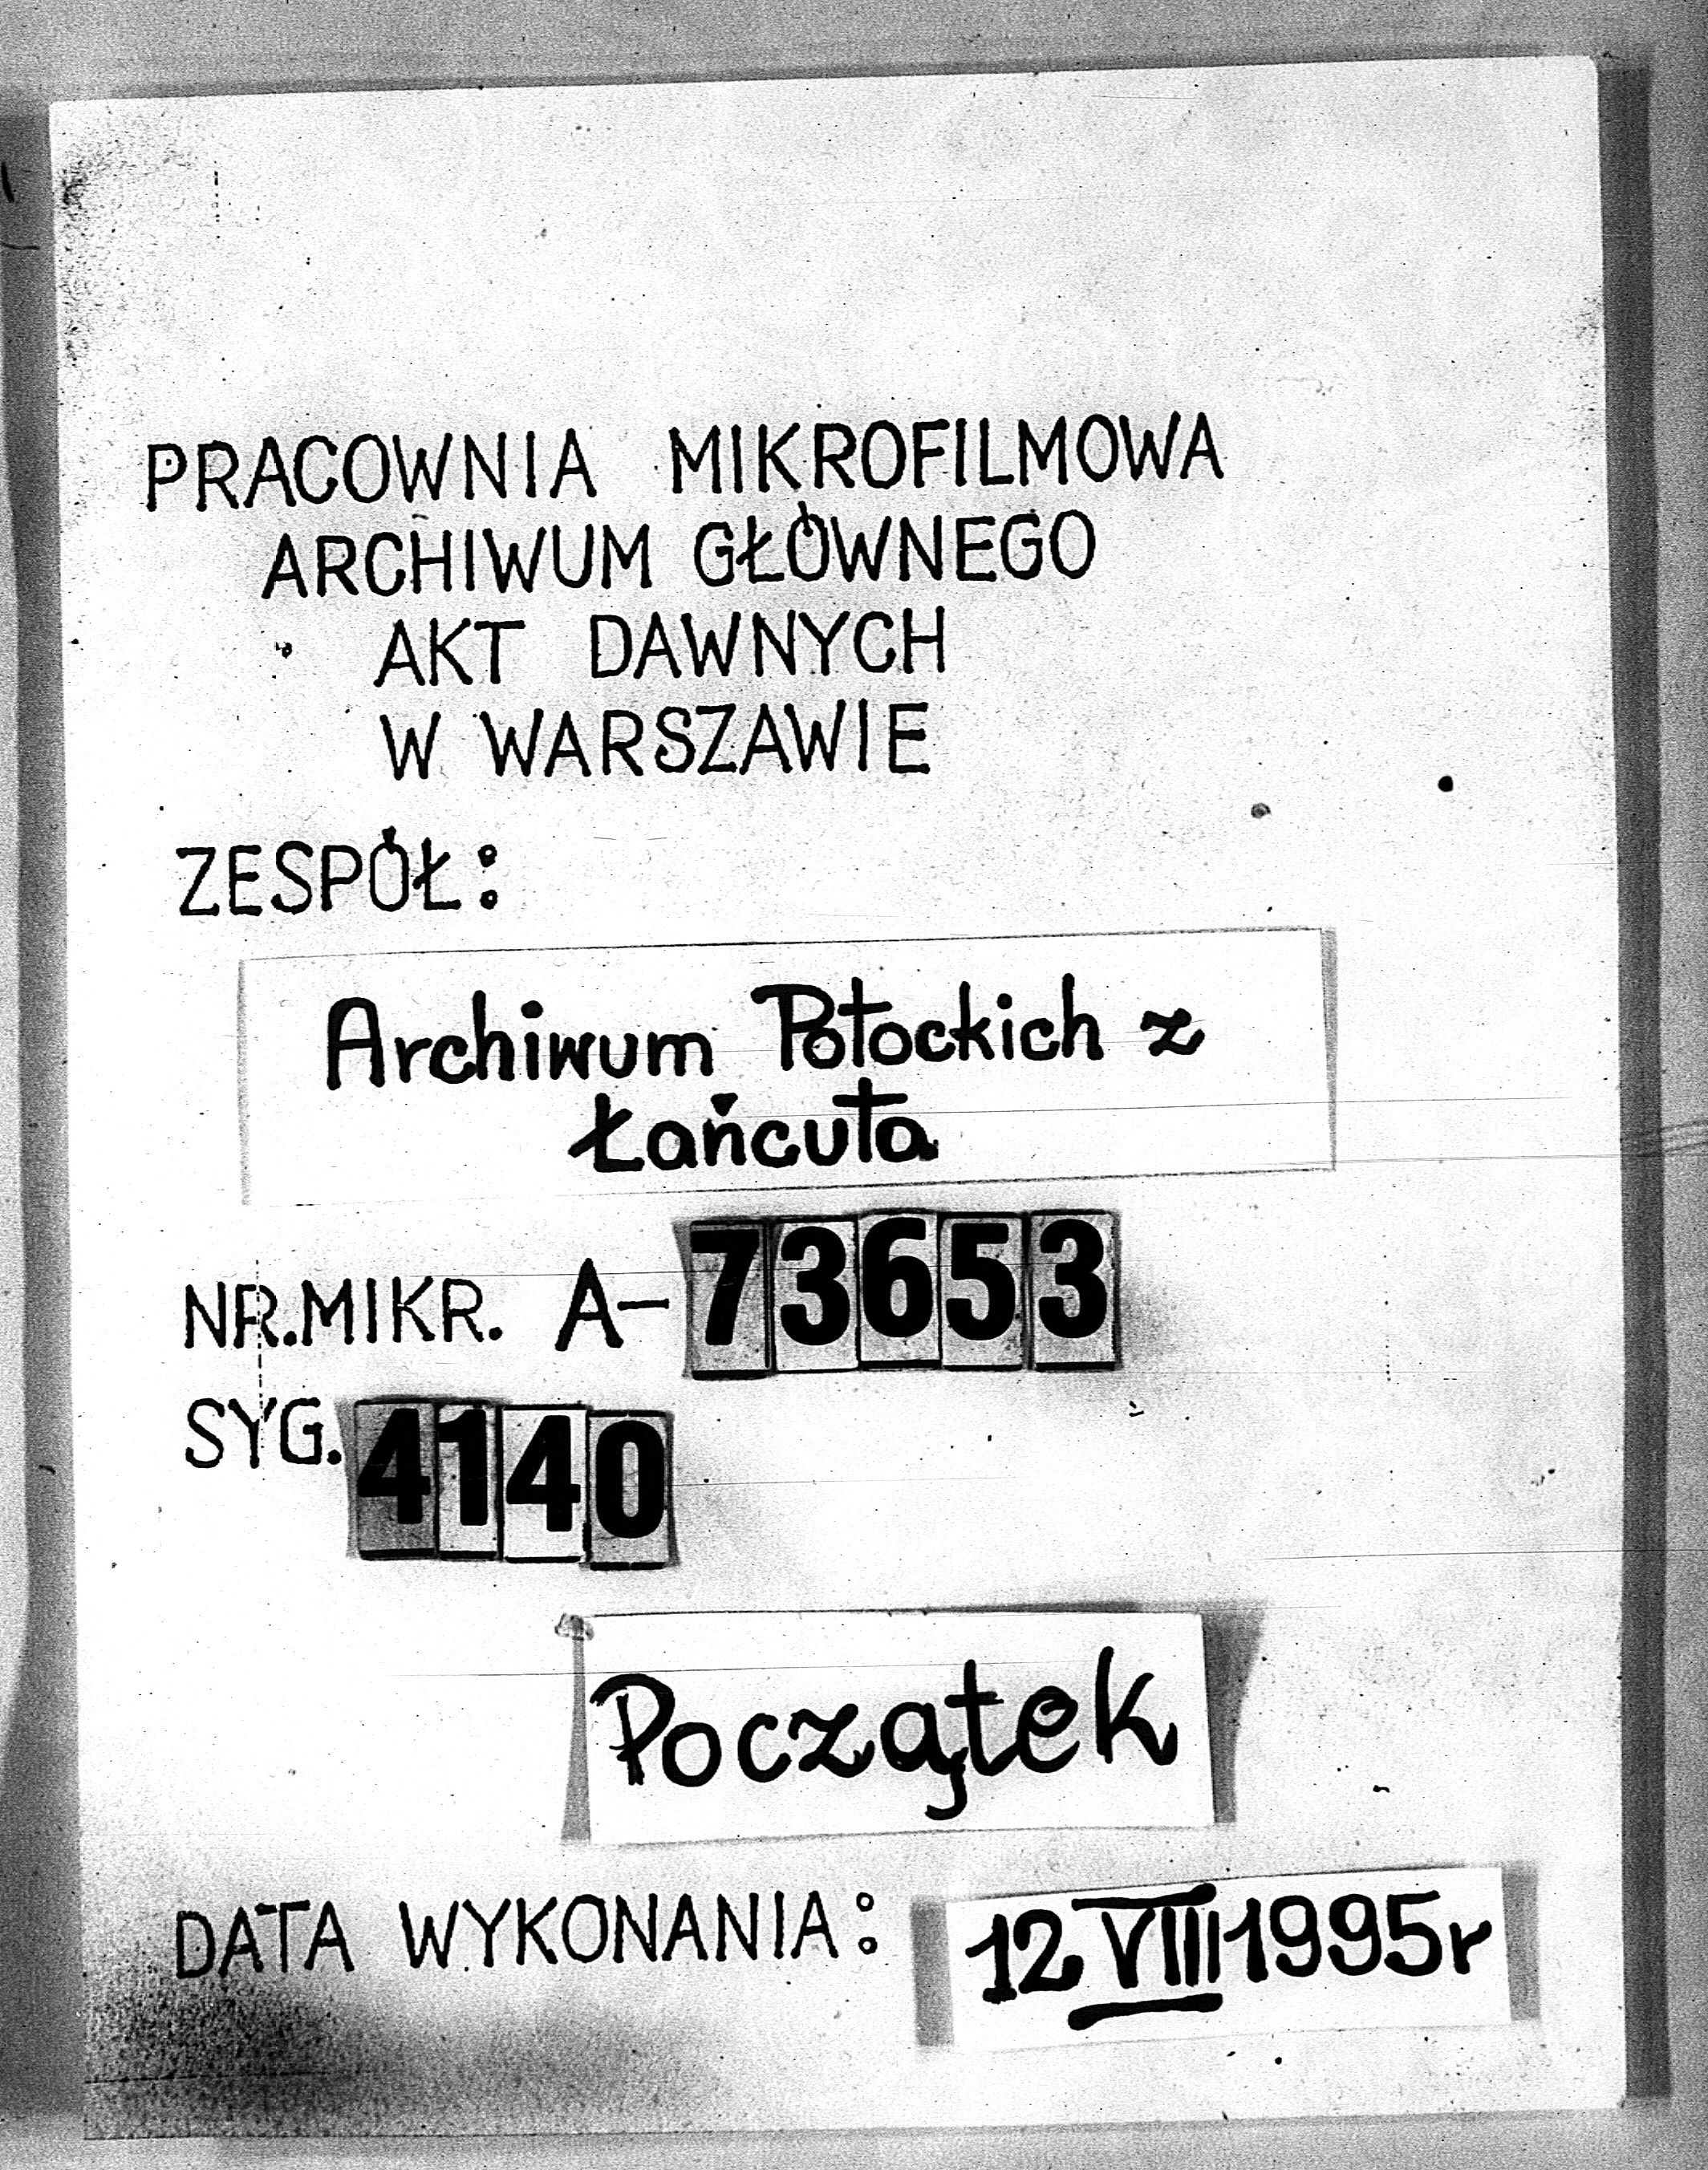 PRACOWNIA MIKROFILMOWA
ARCHIWUM GŁÓWNEGO
AKT DAWNYCH
W WARSZAWIE
ZESPÓŁ:
Archiwum Potockich z
Łańcuta
NR.MIKR. A-73653
SYG. 4140
Początek
DATA WYKONANIA: 12 VIII 1995r